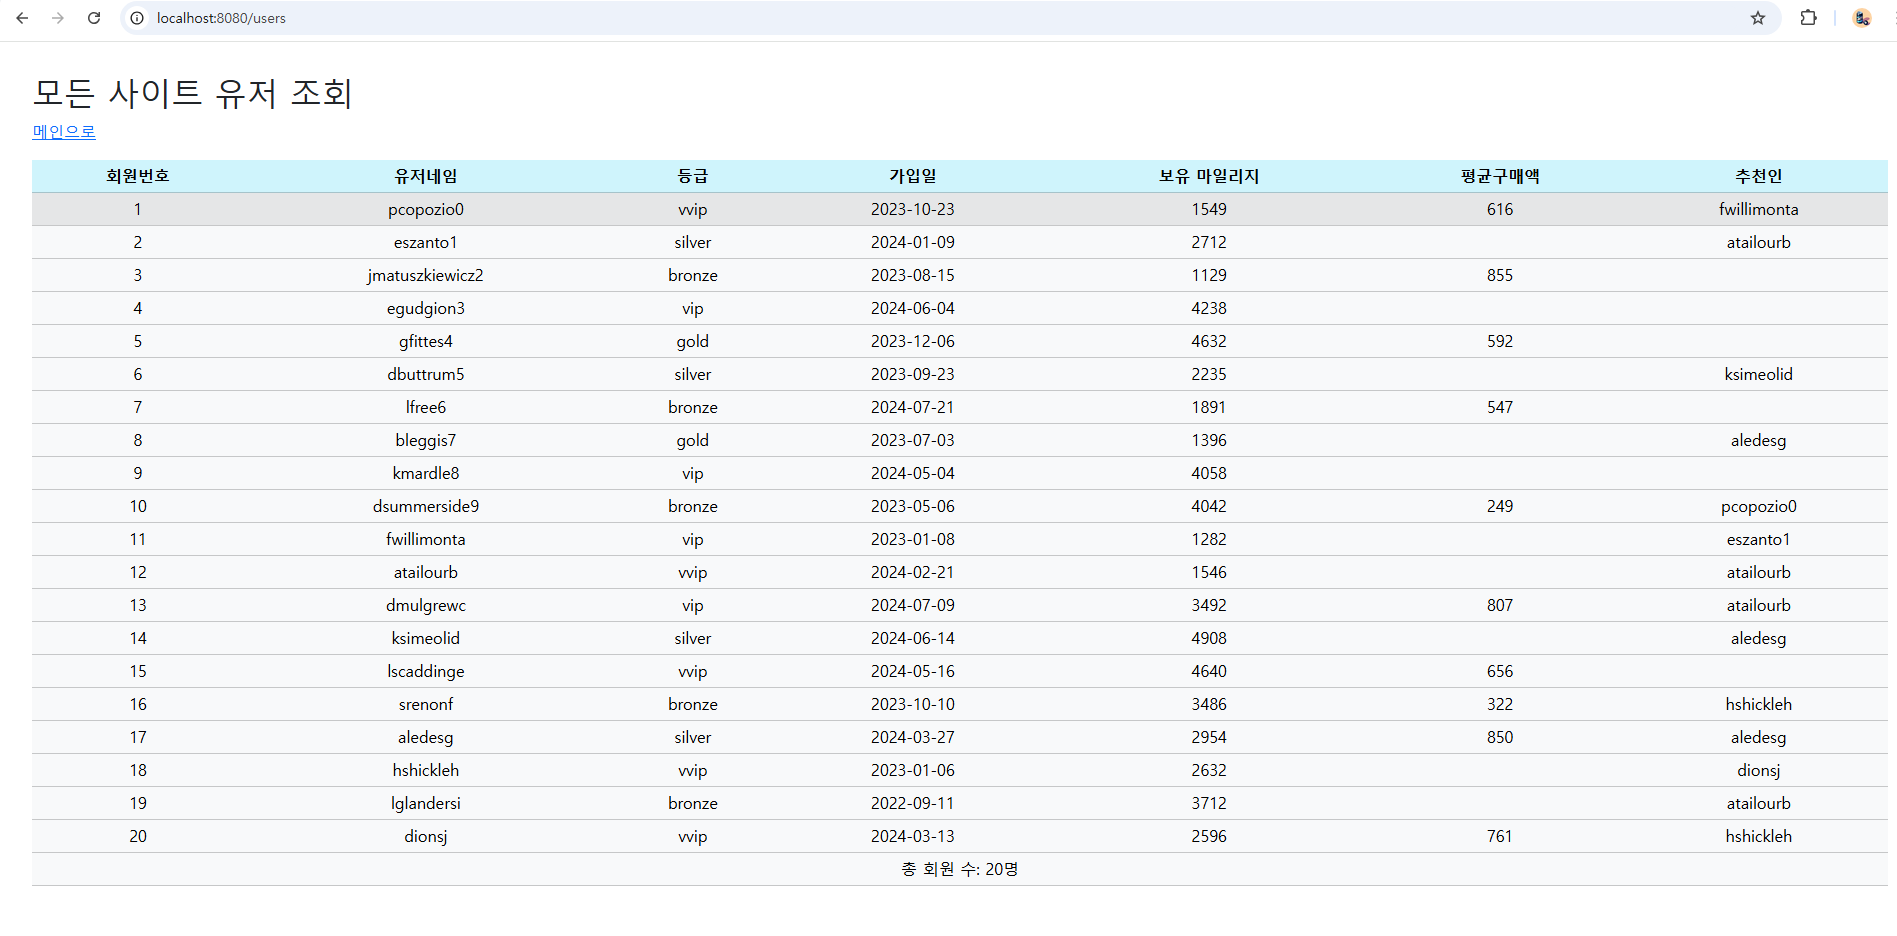 localhost:8080/users
모든 사이트 유저 조회
메인으로
회원번호 유저네임 등급 가입일 보유 마일리지 평균구매액 추천인
1 pcopozio0 vvip 2023-10-23 1549 616 fwillimonta
2 eszanto1 silver 2024-01-09 2712 atailourb
3 jmatuszkiewicz2 bronze 2023-08-15 1129 855
4 egudgion3 vip 2024-06-04 4238
5 gfittes4 gold 2023-12-06 4632 592
6 dbuttrum5 silver 2023-09-23 2235 ksimeolid
7 lfree6 bronze 2024-07-21 1891 547
8 bleggis7 gold 2023-07-03 1396 aledesg
9 kmardle8 vip 2024-05-04 4058
10 dsummerside9 bronze 2023-05-06 4042 249 pcopozio0
11 fwillimonta vip 2023-01-08 1282 eszanto1
12 atailourb vvip 2024-02-21 1546 atailourb
13 dmulgrewc vip 2024-07-09 3492 807 atailourb
14 ksimeolid silver 2024-06-14 4908 aledesg
15 lscaddinge vvip 2024-05-16 4640 656
16 srenonf bronze 2023-10-10 3486 322 hshickleh
17 aledesg silver 2024-03-27 2954 850 aledesg
18 hshickleh vvip 2023-01-06 2632 dionsj
19 lglandersi bronze 2022-09-11 3712 atailourb
20 dionsj vvip 2024-03-13 2596 761 hshickleh
총 회원 수: 20명